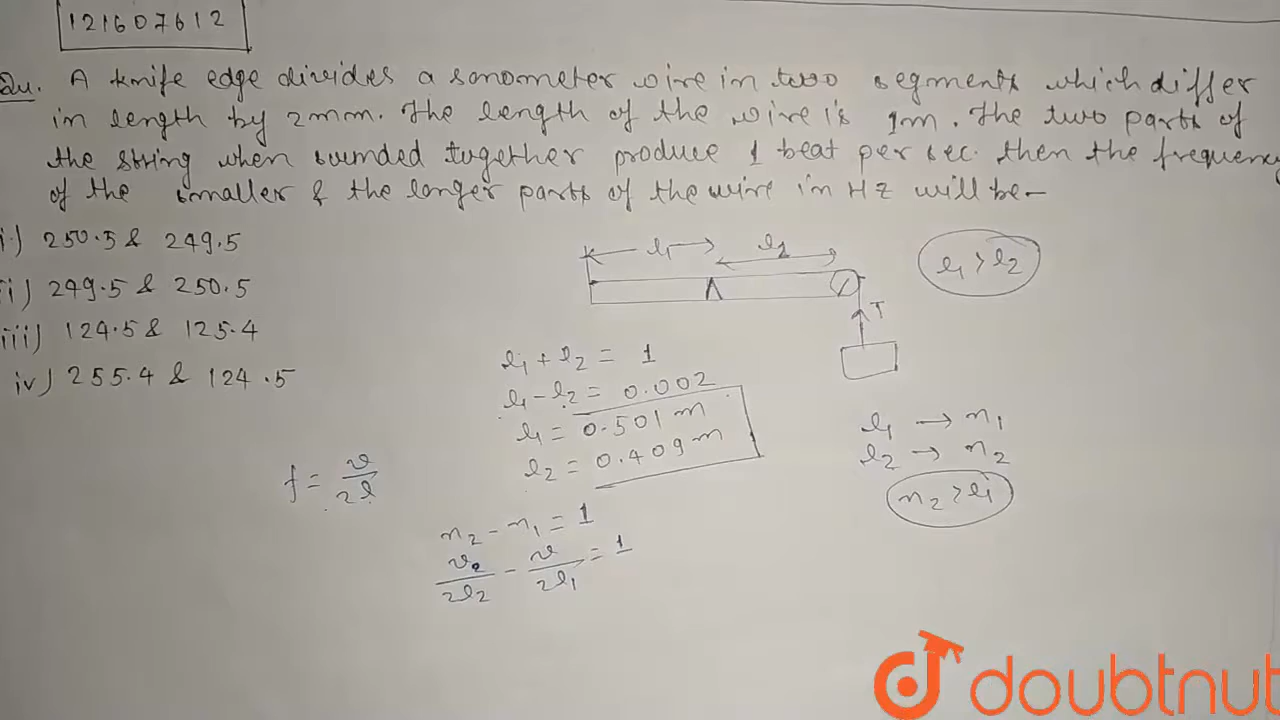 121607612
Qu. A knife edge divides a sonometer wire in two segments which differ
in length by 2mm. The length of the wire is 1m. The two parts of
the string when sounded together produce 1 beat per sec. then the frequency
of the smaller & the longer parts of the wire in HZ will be-
i) 250.5 & 249.5
ii) 249.5 & 250.5
iii) 124.5 & 125.4
iv) 255.4 & 124.5
l₁ l₂
l₁ > l₂
T
l₁ + l₂ = 1
l₁ - l₂ = 0.002
l₁ = 0.501 m
l₂ = 0.409 m
l₁ → n₁
l₂ → n₂
n₂ > l₁
f = v/2l
n₂ - n₁ = 1
v₂/2l₂ - v/2l₁ = 1
doubtnut